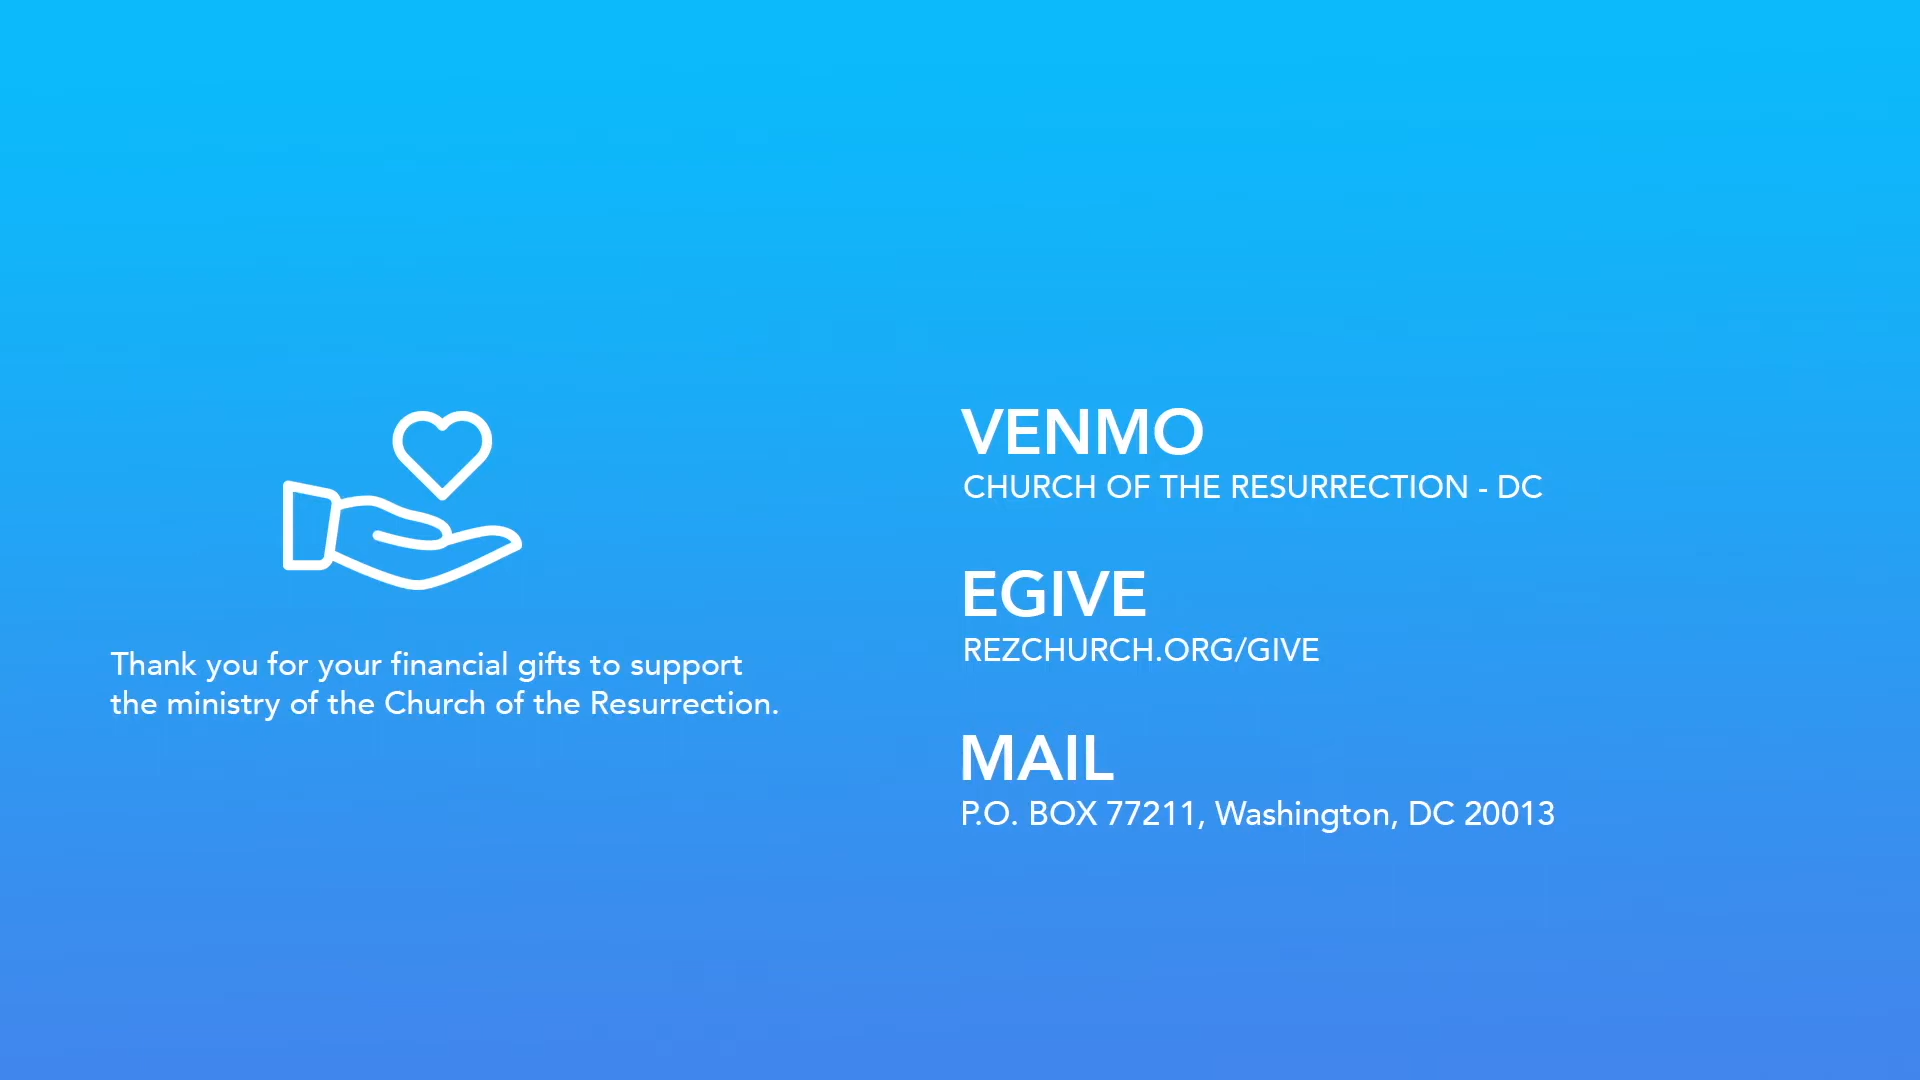 Thank you for your financial gifts to support
the ministry of the Church of the Resurrection.
VENMO
CHURCH OF THE RESURRECTION - DC
EGIVE
REZCHURCH.ORG/GIVE
MAIL
P.O. BOX 77211, Washington, DC 20013